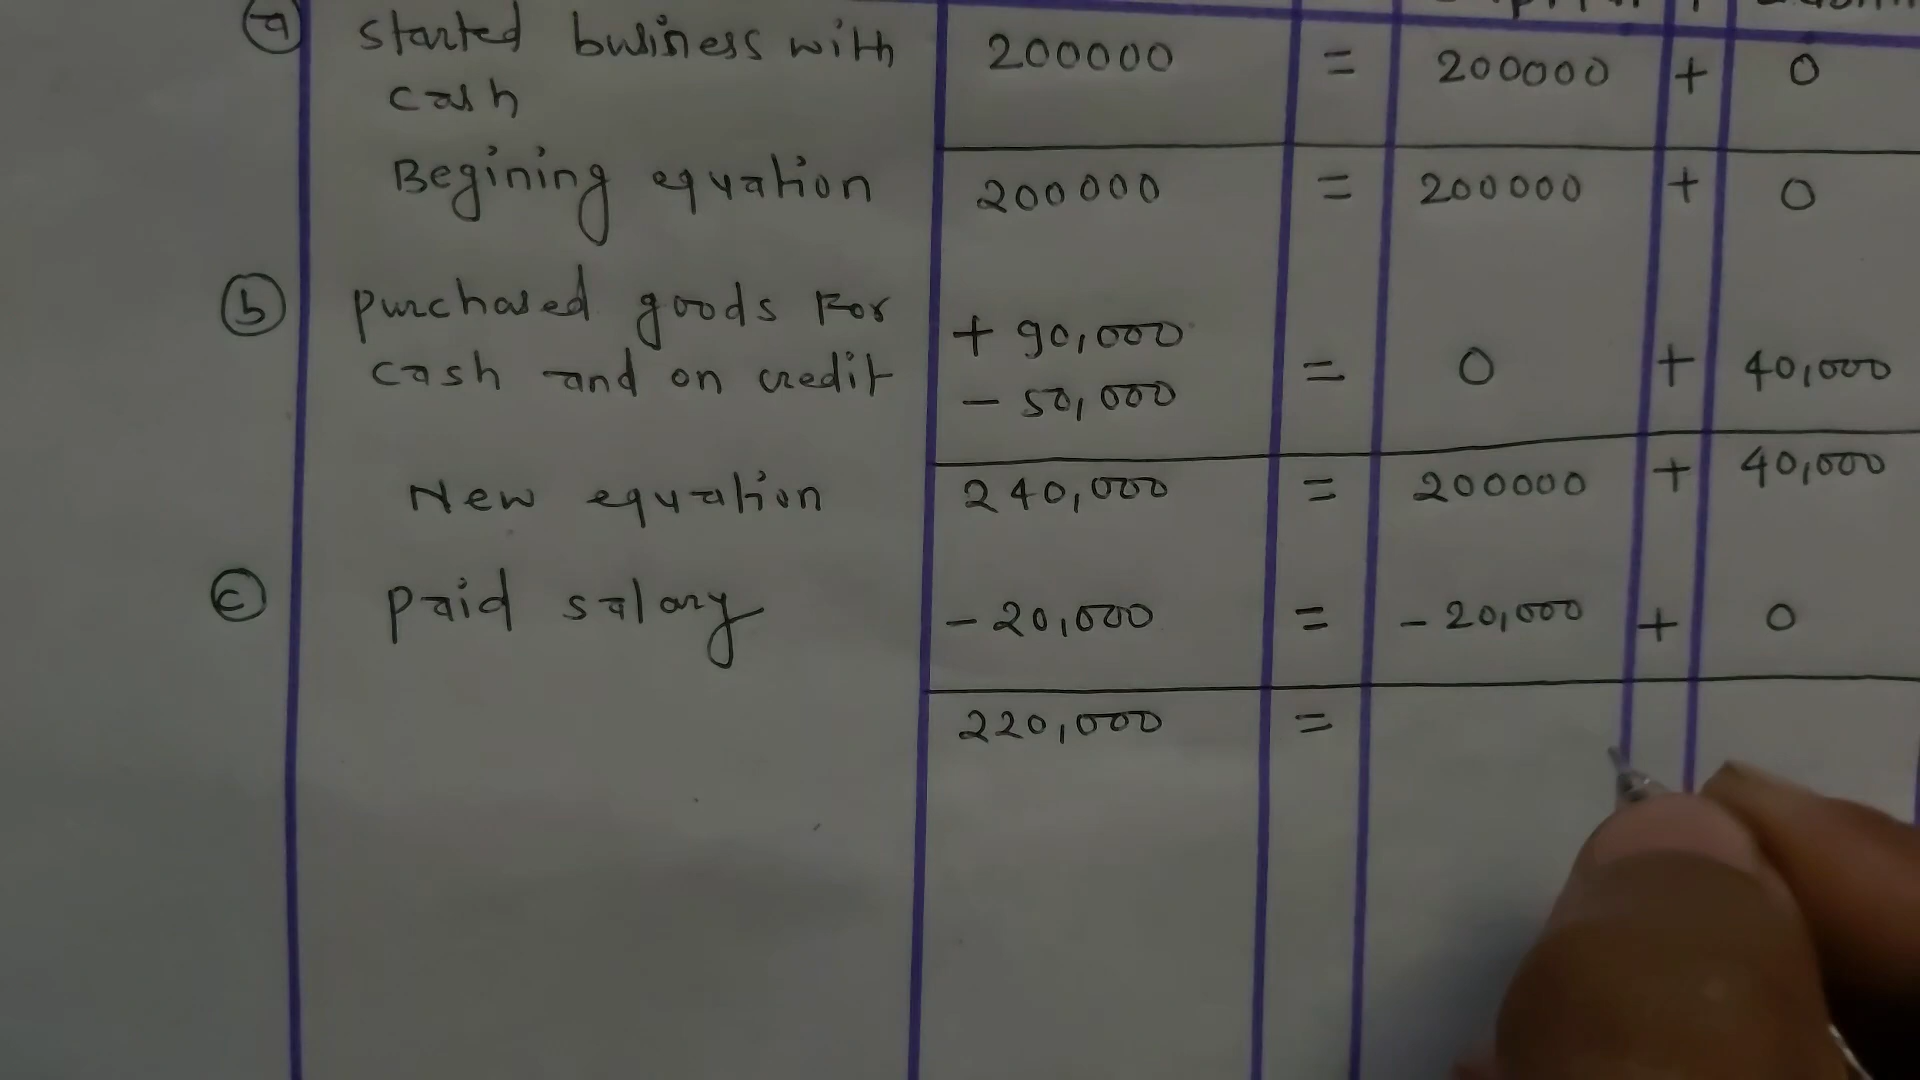 a started business with 200000 = 200000 + 0
cash
Begining equation 200000 = 200000 + 0
b purchased goods For + 90,000
cash and on credit - 50,000 = 0 + 40,000
New equation 240,000 = 200000 + 40,000
c paid salary - 20,000 = - 20,000 + 0
220,000 =